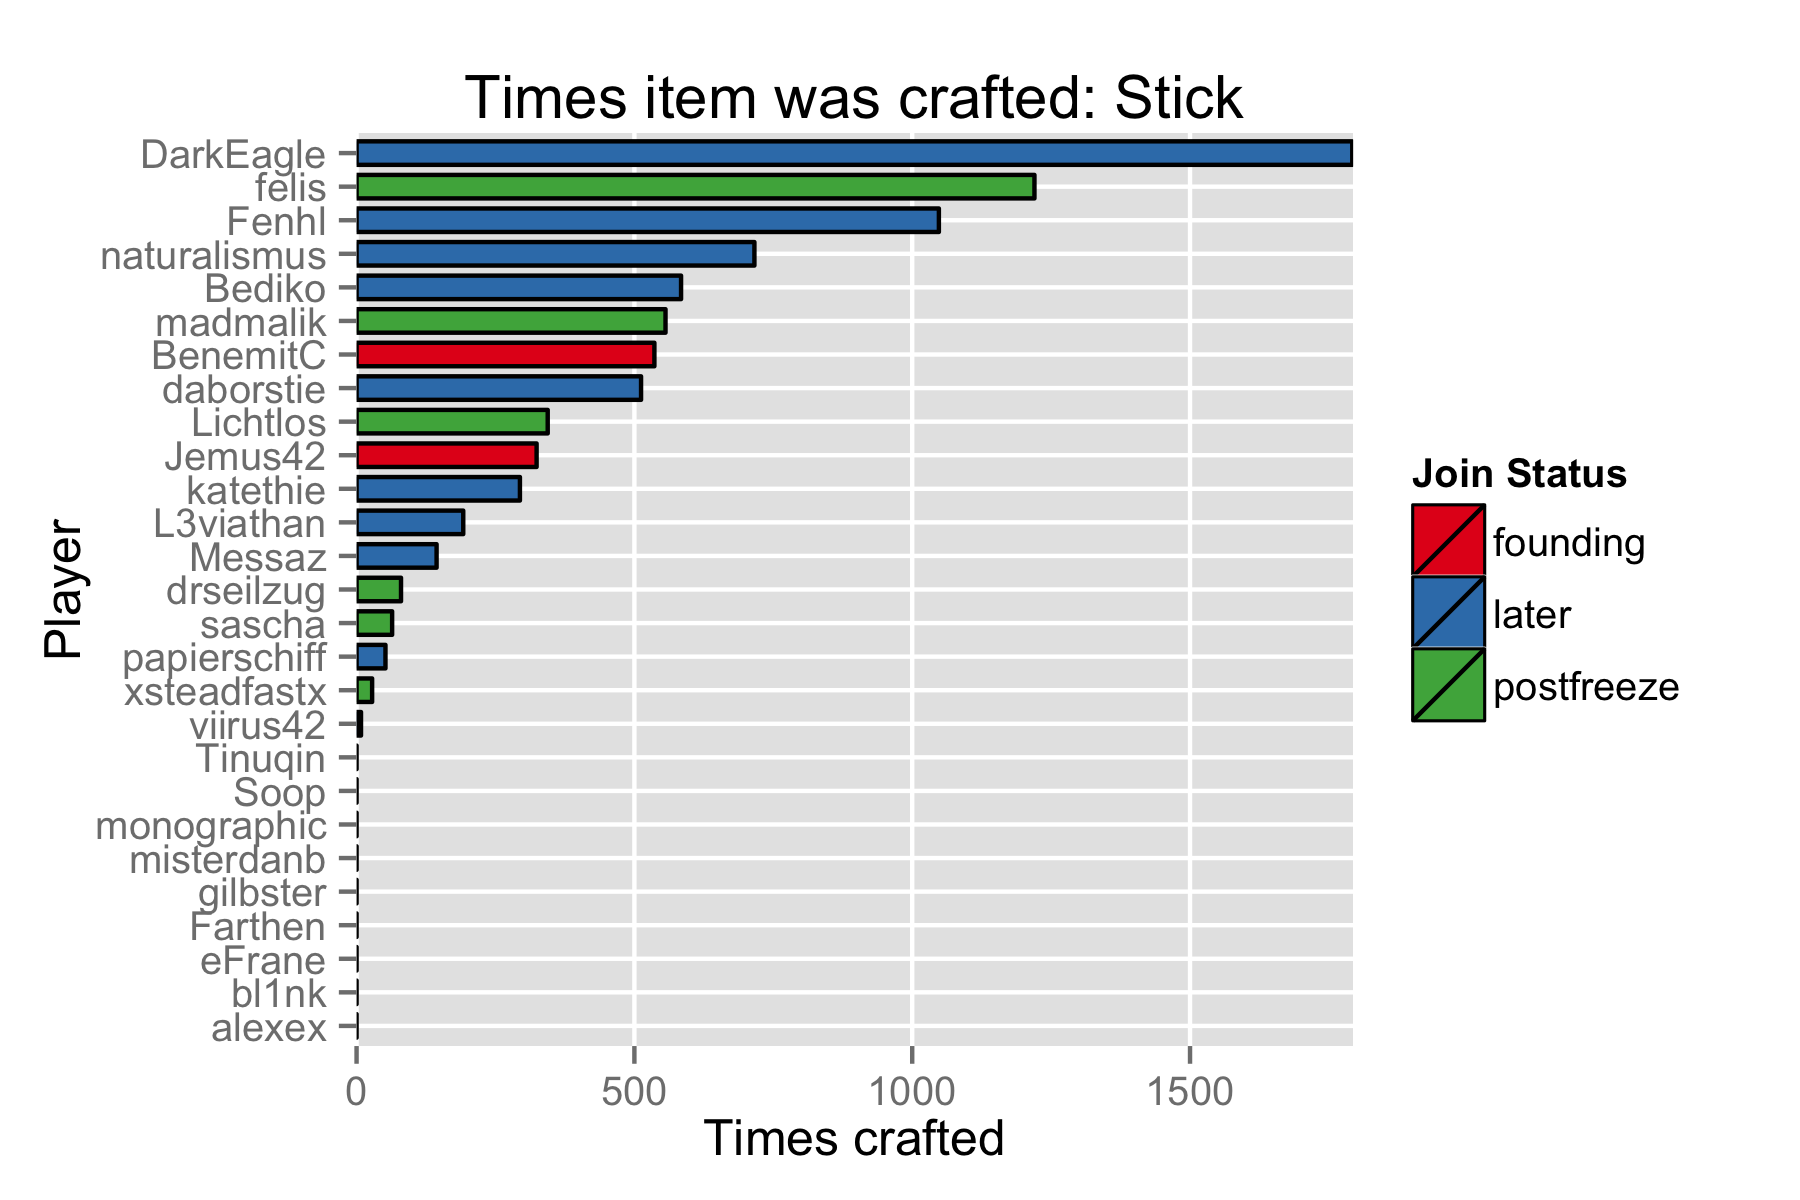 Times item was crafted: Stick
DarkEagle
felis
Fenhl
naturalismus
Bediko
madmalik
BenemitC
daborstie
Lichtlos
Jemus42
katethie
L3viathan
Messaz
drseilzug
sascha
papierschiff
xsteadfastx
viirus42
Tinuqin
Soop
monographic
misterdanb
gilbster
Farthen
eFrane
bl1nk
alexex
Player
0 500 1000 1500
Times crafted
Join Status
founding
later
postfreeze